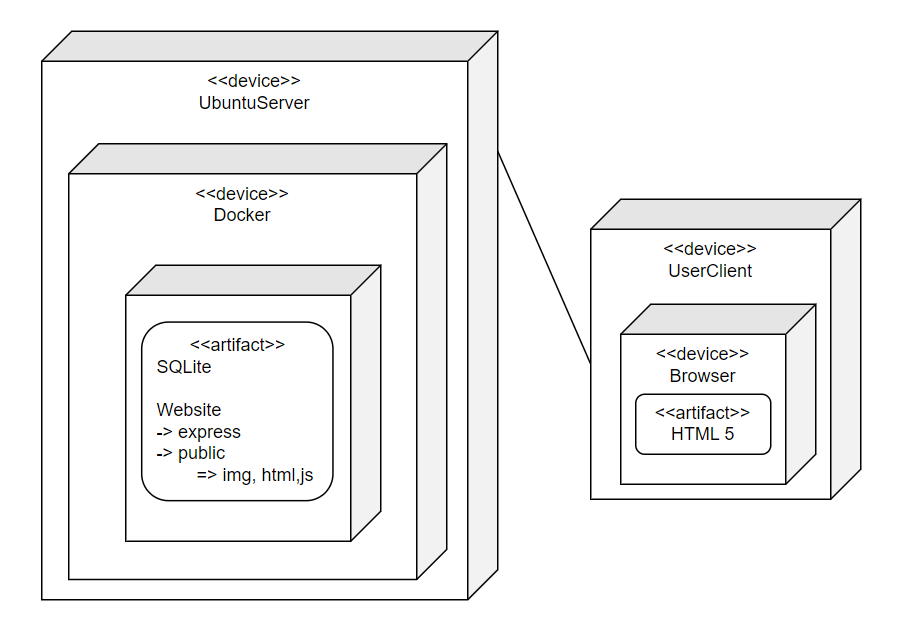 <<device>>
UbuntuServer
<<device>>
Docker
<<artifact>>
SQLite
Website
-> express
-> public
=> img, html,js
<<device>>
UserClient
<<device>>
Browser
<<artifact>>
HTML 5